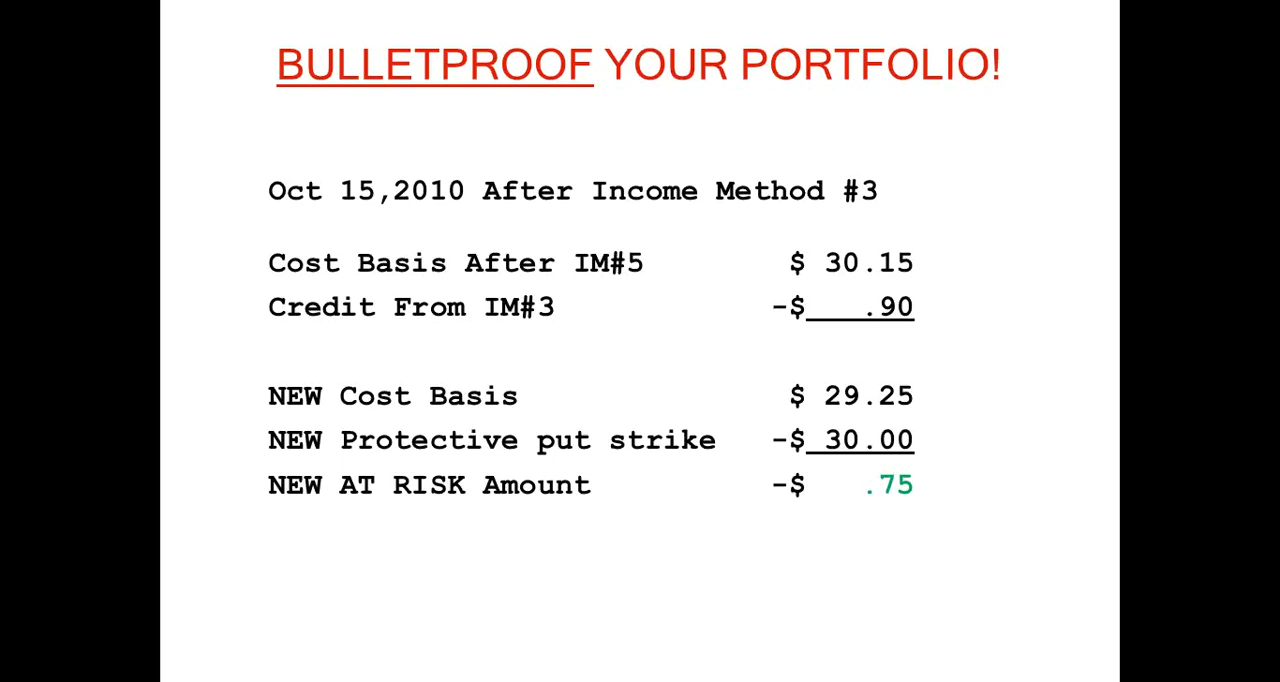 BULLETPROOF YOUR PORTFOLIO!
Oct 15,2010 After Income Method #3
Cost Basis After IM#5 $ 30.15
Credit From IM#3 -$ .90
NEW Cost Basis $ 29.25
NEW Protective put strike -$ 30.00
NEW AT RISK Amount -$ .75